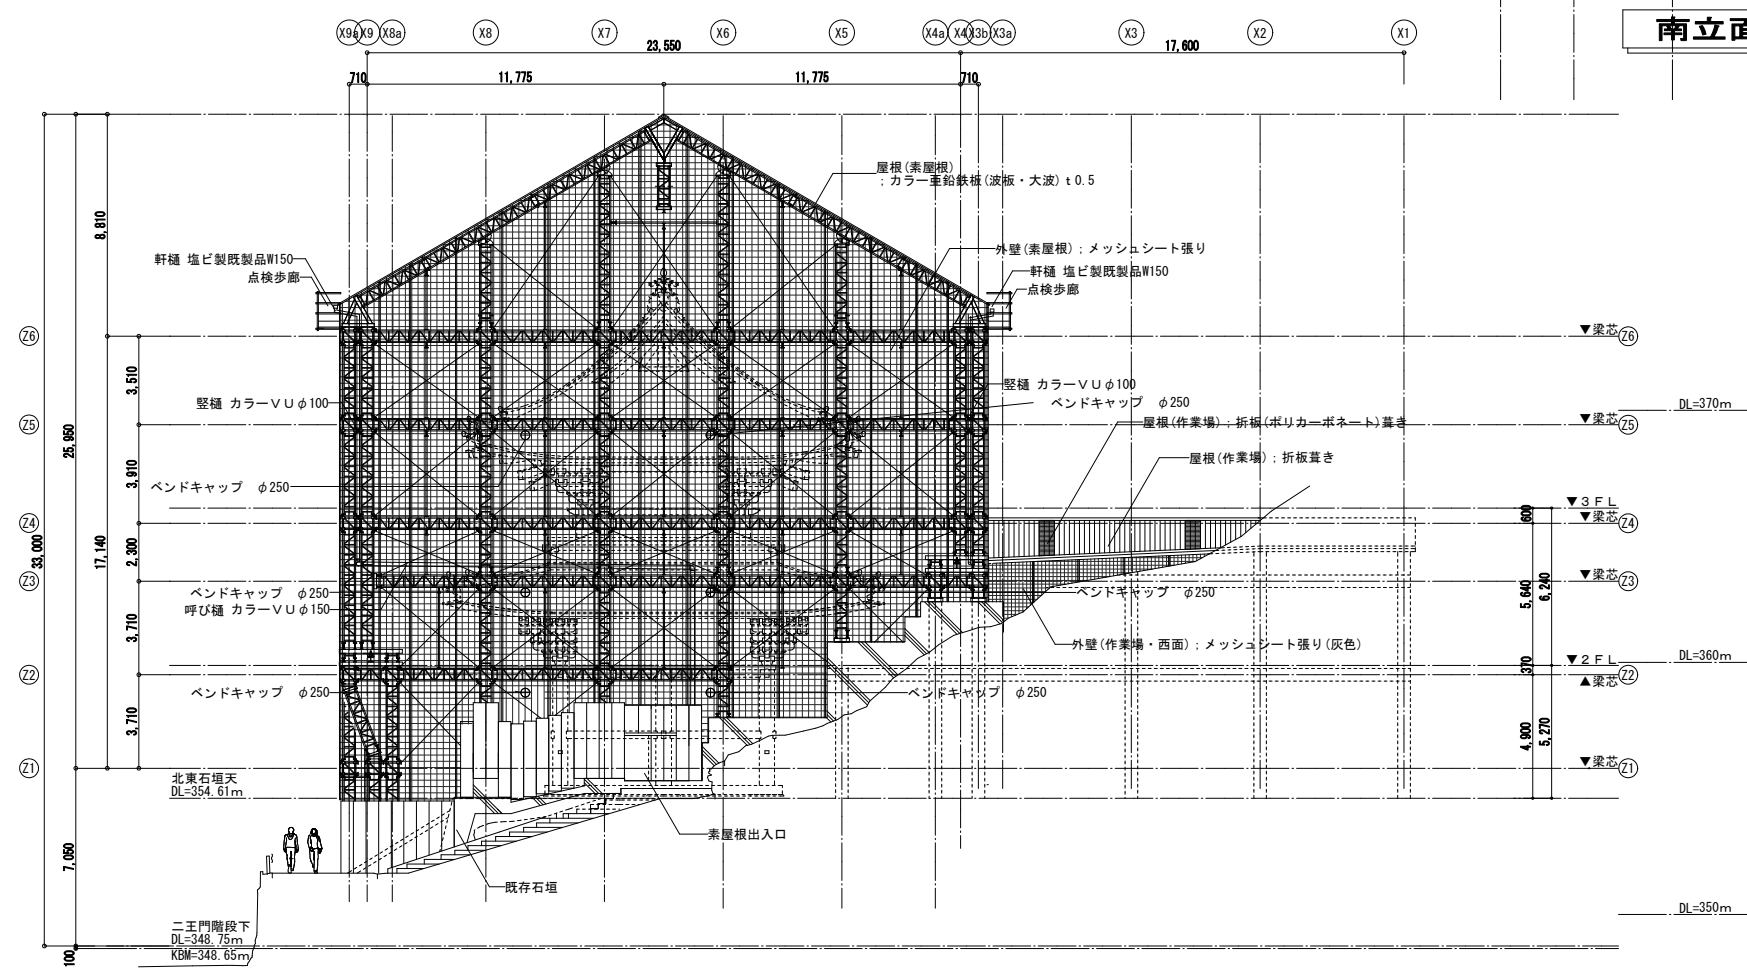 南立面
X9a X9 X8a X8 X7 X6 X5 X4a X4 X3b X3a X3 X2 X1
23,550 17,600
710 11,775 11,775 710
屋根(素屋根)
;カラー亜鉛鉄板(波板・大波) t0.5
8,810
外壁(素屋根);メッシュシート張り
軒樋 塩ビ製既製品W150
点検歩廊
軒樋 塩ビ製既製品W150
点検歩廊
Z6
▼梁芯 Z6
3,510
竪樋 カラーVUφ100
竪樋 カラーVUφ100
ベンドキャップ φ250
DL=370m
Z5
屋根(作業場);折板(ポリカーボネート)葺き
▼梁芯 Z5
25,950
3,910
屋根(作業場);折板葺き
ベンドキャップ φ250
▼3FL
600
Z4
▼梁芯 Z4
33,000
17,140
2,300
Z3
▼梁芯 Z3
ベンドキャップ φ250
ベンドキャップ φ250
5,640
6,240
呼び樋 カラーVUφ150
3,710
外壁(作業場・西面);メッシュシート張り(灰色)
▼2FL
DL=360m
370
Z2
Z2
▲梁芯
ベンドキャップ φ250
ベンドキャップ φ250
3,710
4,900
5,270
Z1
▼梁芯 Z1
北東石垣天
DL=354.61m
素屋根出入口
7,050
既存石垣
DL=350m
二王門階段下
DL=348.75m
KBM=348.65m
100